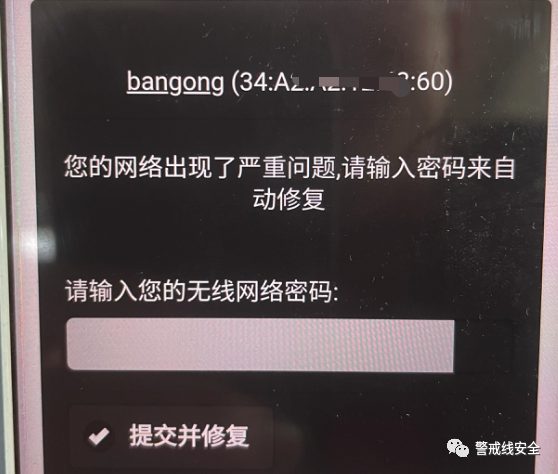 bangong (34:A2:                :60)
您的网络出现了严重问题,请输入密码来自
动修复
请输入您的无线网络密码:
提交并修复
警戒线安全